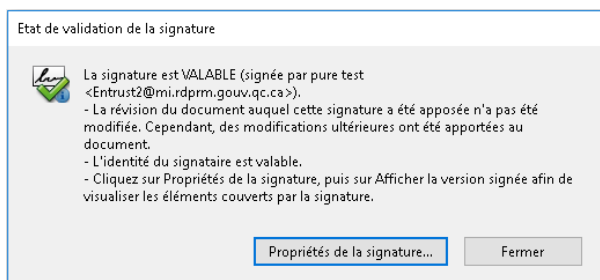 Etat de validation de la signature
La signature est VALABLE (signée par pure test
<Entrust2@mi.rdprm.gouv.qc.ca>).
- La révision du document auquel cette signature a été apposée n'a pas été
modifiée. Cependant, des modifications ultérieures ont été apportées au
document.
- L'identité du signataire est valable.
- Cliquez sur Propriétés de la signature, puis sur Afficher la version signée afin de
visualiser les éléments couverts par la signature.
Propriétés de la signature...
Fermer